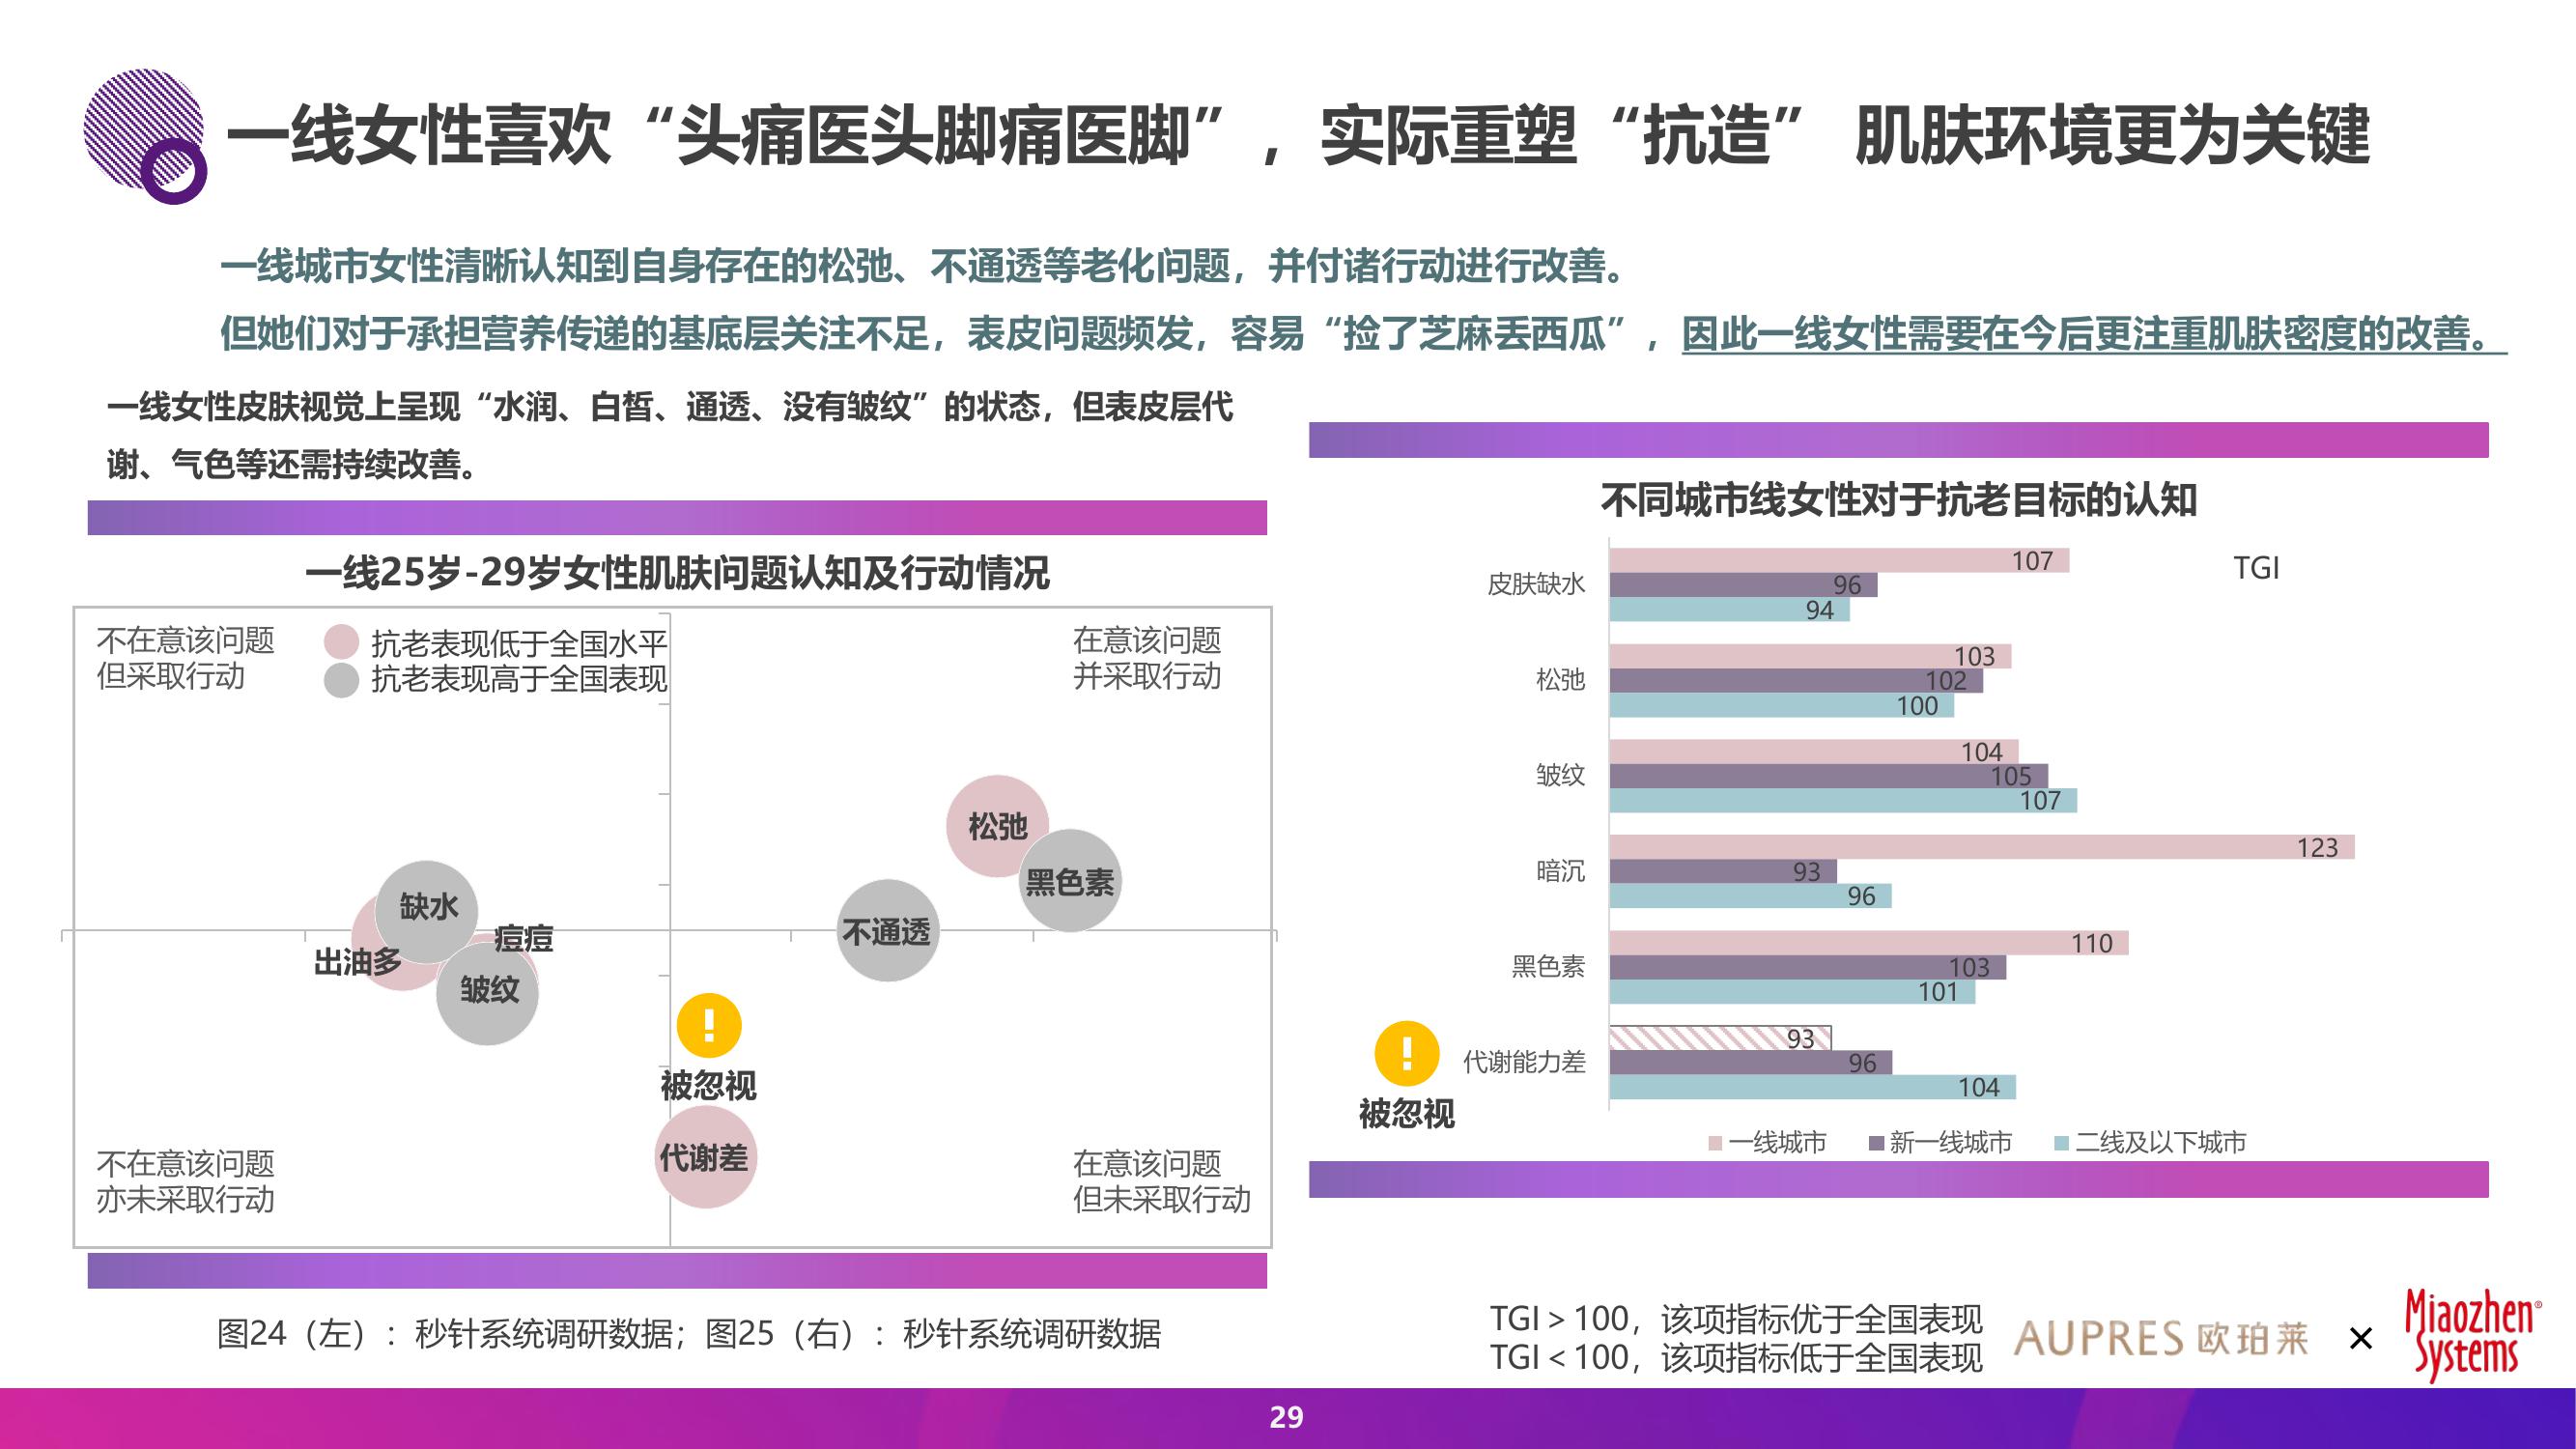 一线女性喜欢“头痛医头脚痛医脚”，实际重塑“抗造” 肌肤环境更为关键
一线城市女性清晰认知到自身存在的松弛、不通透等老化问题，并付诸行动进行改善。
但她们对于承担营养传递的基底层关注不足，表皮问题频发，容易“捡了芝麻丢西瓜”，因此一线女性需要在今后更注重肌肤密度的改善。
一线女性皮肤视觉上呈现“水润、白皙、通透、没有皱纹”的状态，但表皮层代
谢、气色等还需持续改善。
一线25岁-29岁女性肌肤问题认知及行动情况
不在意该问题
但采取行动
抗老表现低于全国水平
抗老表现高于全国表现
在意该问题
并采取行动
松弛
黑色素
缺水
不通透
痘痘
出油多
皱纹
被忽视
代谢差
不在意该问题
亦未采取行动
在意该问题
但未采取行动
不同城市线女性对于抗老目标的认知
TGI
皮肤缺水
107
96
94
松弛
103
102
100
皱纹
104
105
107
暗沉
123
93
96
黑色素
110
103
101
代谢能力差
93
96
104
被忽视
一线城市
新一线城市
二线及以下城市
图24（左）：秒针系统调研数据；图25（右）：秒针系统调研数据
TGI＞100，该项指标优于全国表现
TGI＜100，该项指标低于全国表现
AUPRES 欧珀莱
×
Miaozhen®
Systems
29